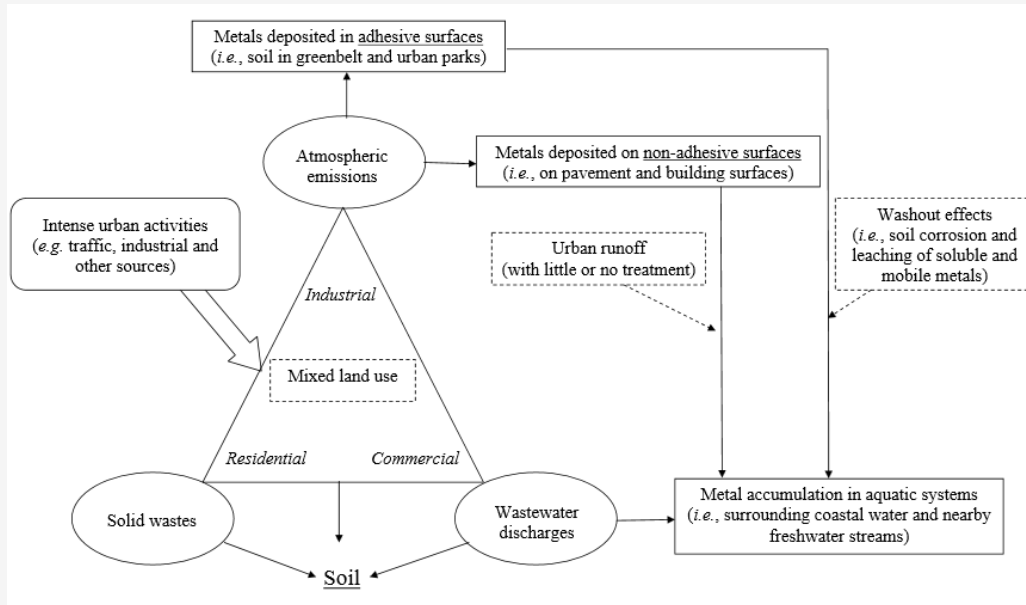 Metals deposited in adhesive surfaces
(i.e., soil in greenbelt and urban parks)
Atmospheric
emissions
Metals deposited on non-adhesive surfaces
(i.e., on pavement and building surfaces)
Intense urban activities
(e.g. traffic, industrial and
other sources)
Urban runoff
(with little or no treatment)
Washout effects
(i.e., soil corrosion and
leaching of soluble and
mobile metals)
Industrial
Mixed land use
Residential
Commercial
Solid wastes
Wastewater
discharges
Metal accumulation in aquatic systems
(i.e., surrounding coastal water and nearby
freshwater streams)
Soil